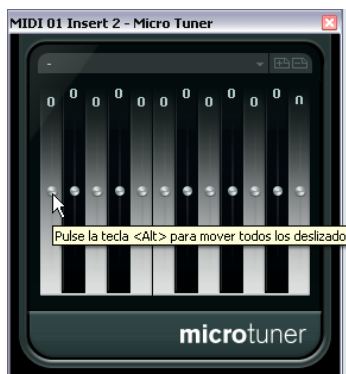 MIDI 01 Insert 2 - Micro Tuner
-
0 0 0 0 0 0 0 0 0 0 0 0
Pulse la tecla <Alt> para mover todos los deslizado
microtuner